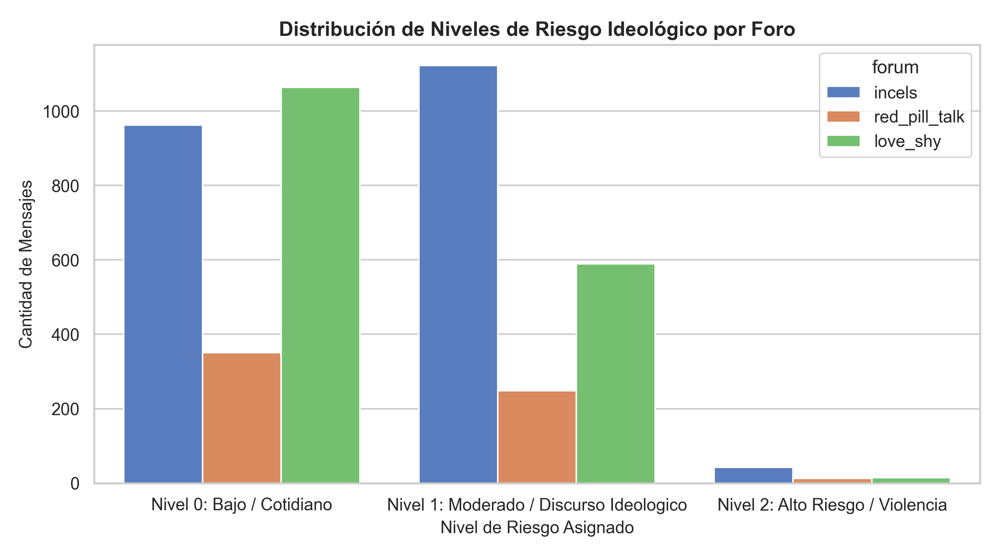 Distribución de Niveles de Riesgo Ideológico por Foro
forum
incels
red_pill_talk
love_shy
Cantidad de Mensajes
1000
800
600
400
200
0
Nivel 0: Bajo / Cotidiano
Nivel 1: Moderado / Discurso Ideologico
Nivel 2: Alto Riesgo / Violencia
Nivel de Riesgo Asignado